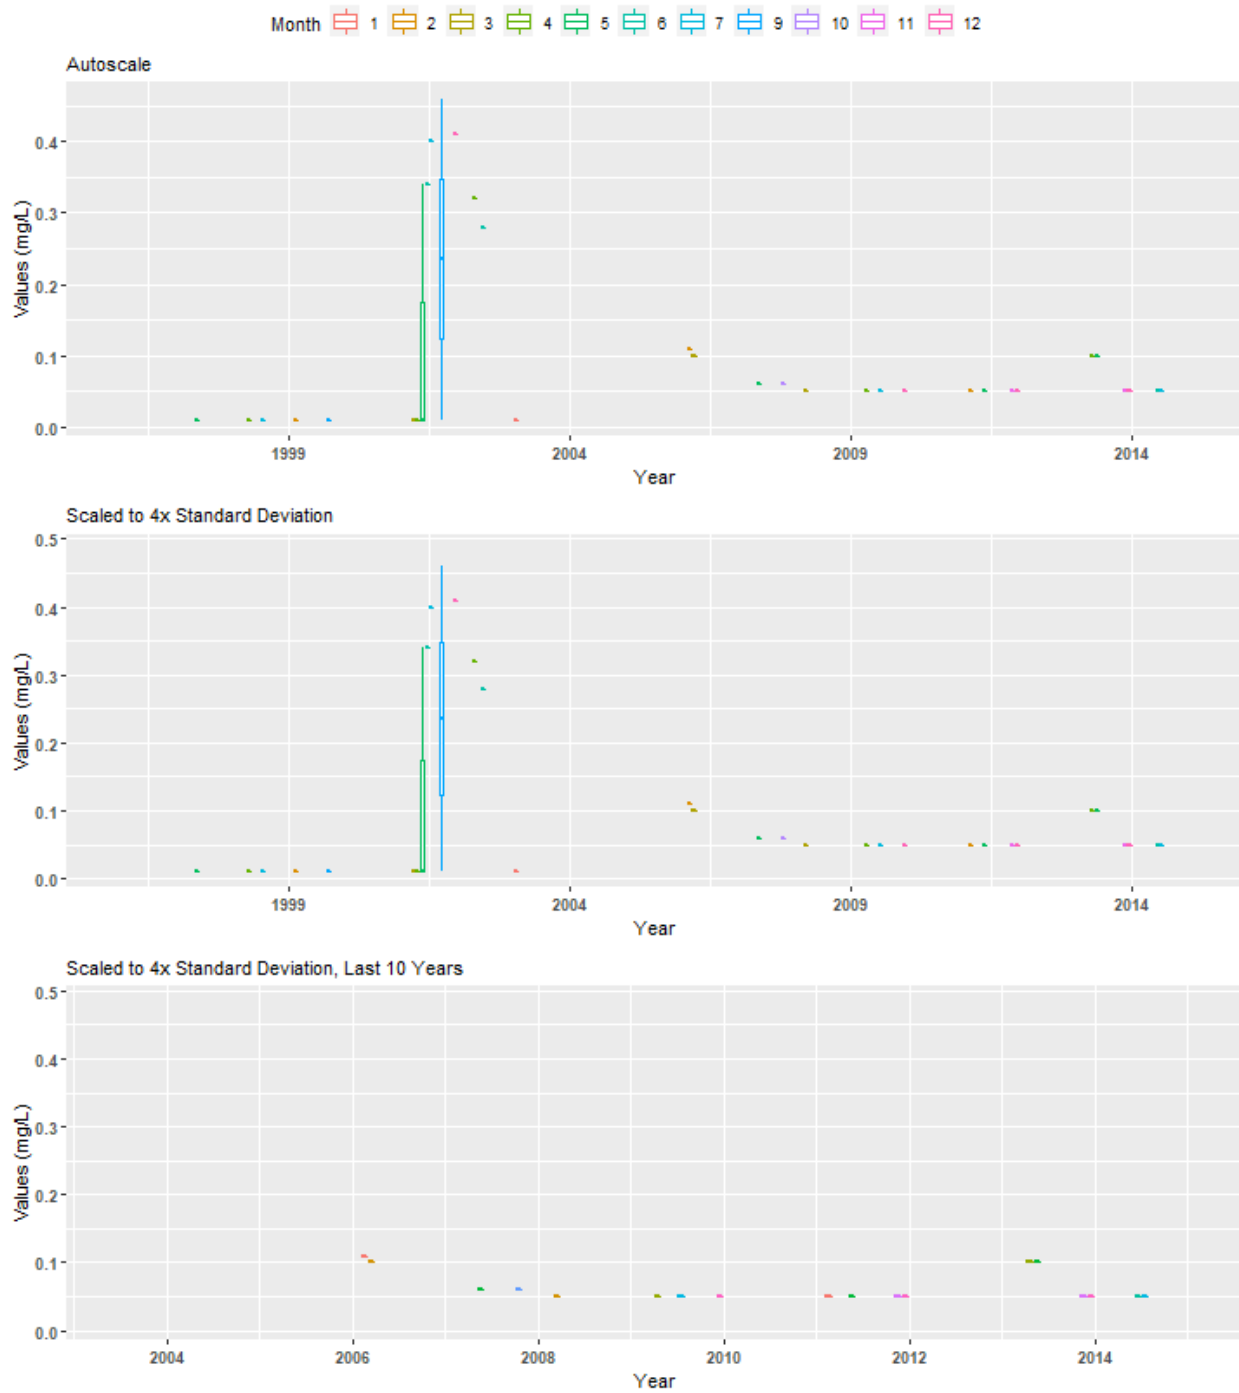 Month 1 2 3 4 5 6 7 9 10 11 12
Autoscale
0.4
0.3
0.2
0.1
0.0
Values (mg/L)
1999 2004 2009 2014
Year
Scaled to 4x Standard Deviation
0.5
0.4
0.3
0.2
0.1
0.0
Values (mg/L)
1999 2004 2009 2014
Year
Scaled to 4x Standard Deviation, Last 10 Years
0.5
0.4
0.3
0.2
0.1
0.0
Values (mg/L)
2004 2006 2008 2010 2012 2014
Year